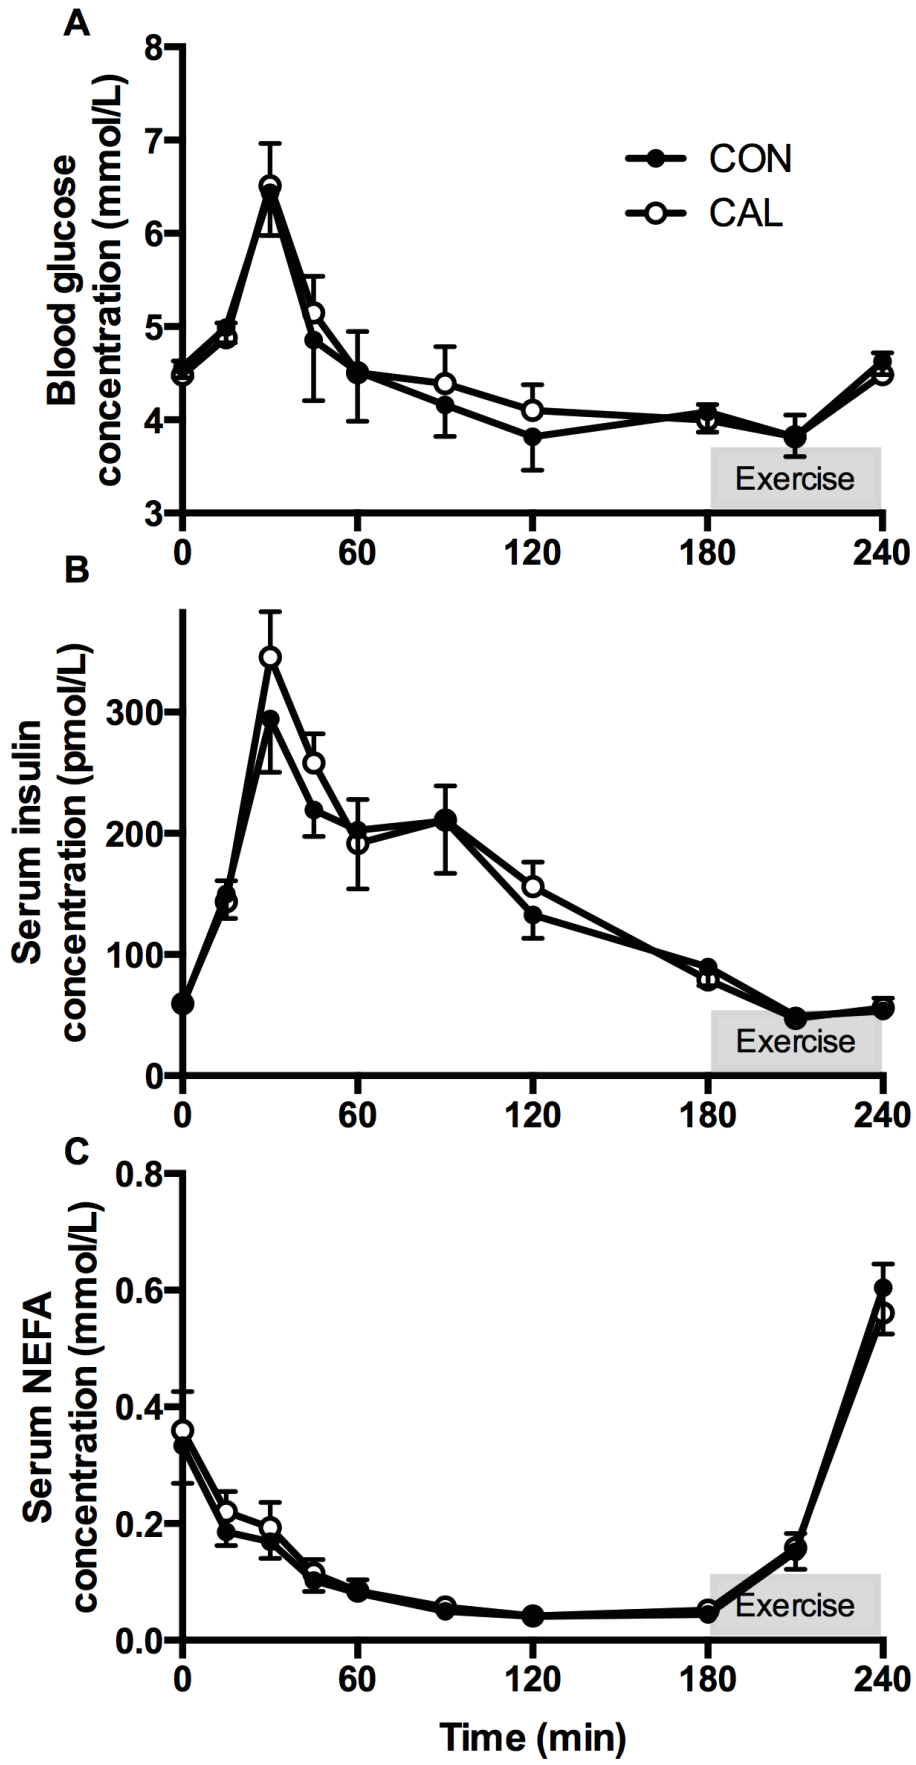 A
Blood glucose
concentration (mmol/L)
8
7
6
5
4
3
CON
CAL
Exercise
0 60 120 180 240
B
Serum insulin
concentration (pmol/L)
300
200
100
0
Exercise
0 60 120 180 240
C
Serum NEFA
concentration (mmol/L)
0.8
0.6
0.4
0.2
0.0
Exercise
0 60 120 180 240
Time (min)